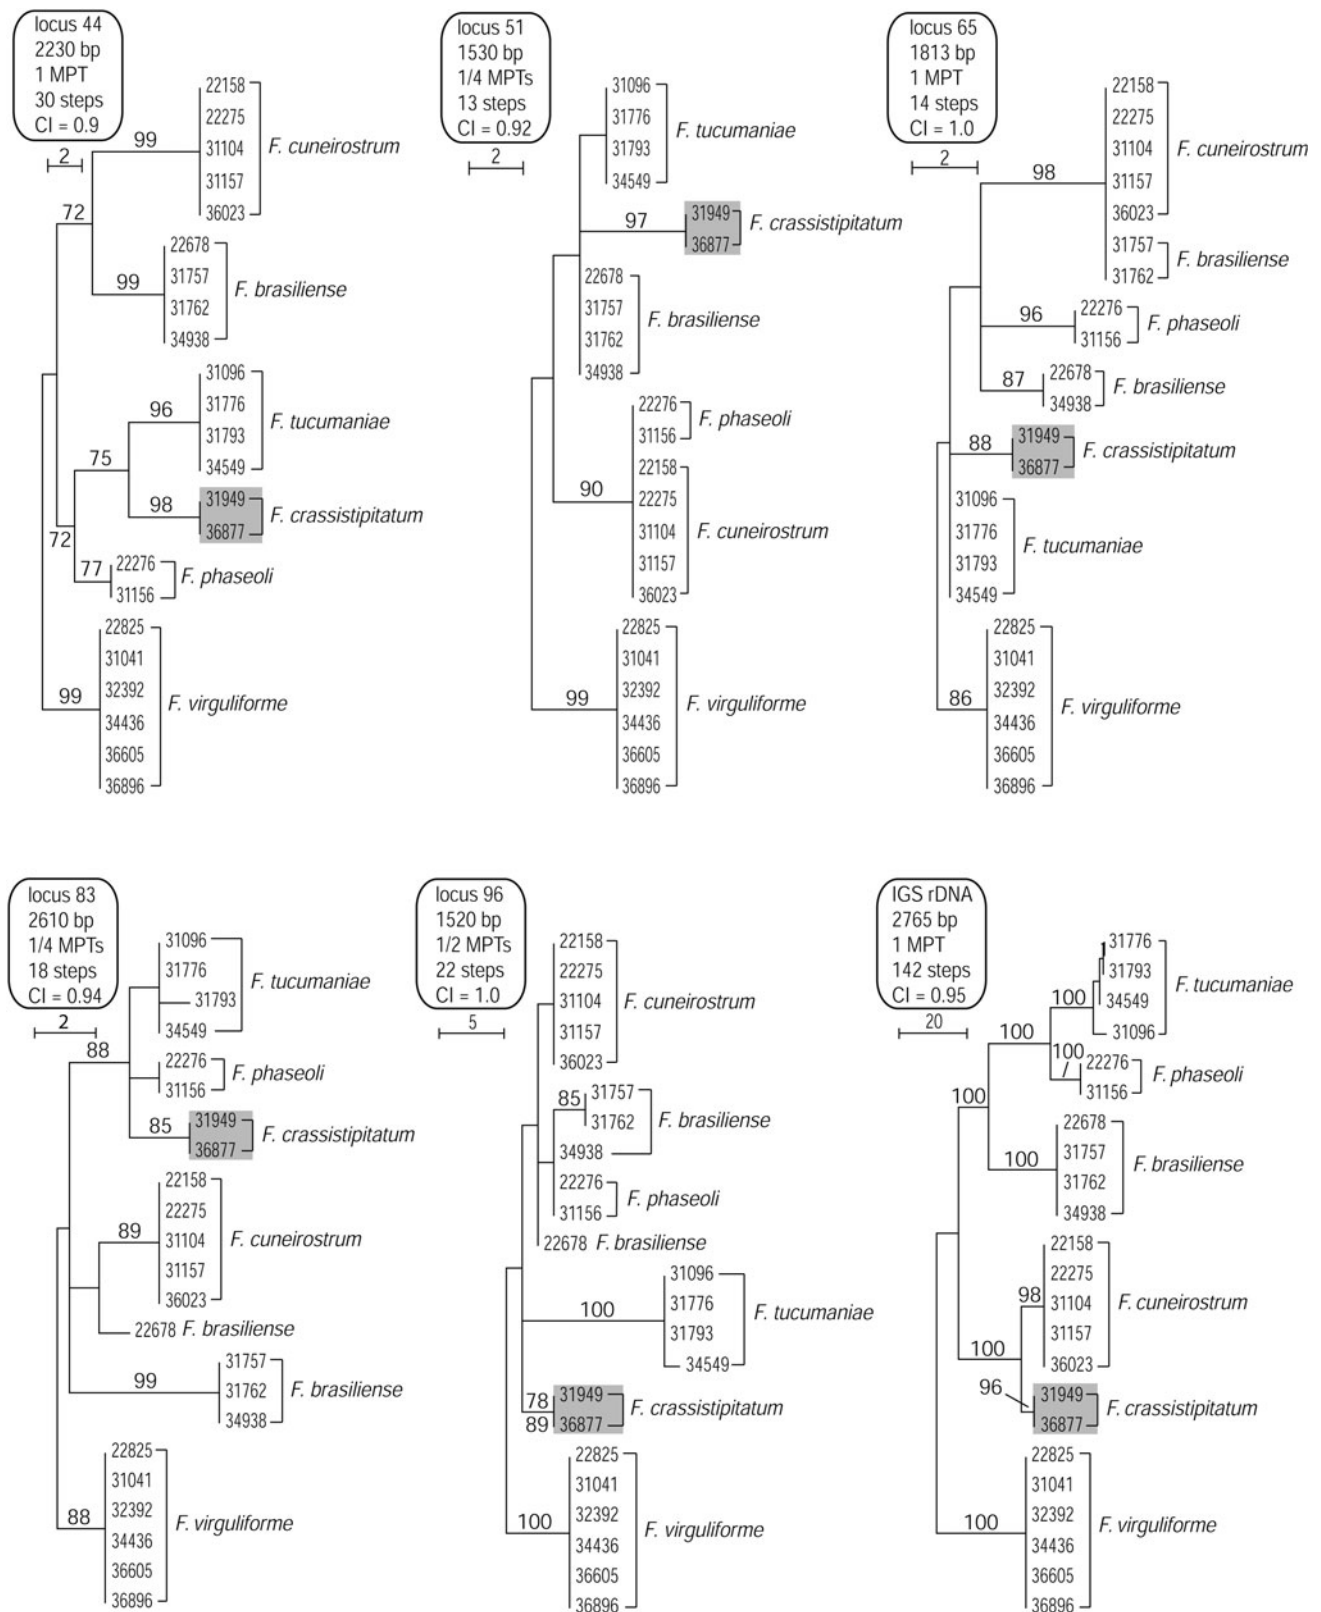 locus 44
2230 bp
1 MPT
30 steps
CI = 0.9
2
99
22158
22275
31104
31157
36023
F. cuneirostrum
72
99
22678
31757
31762
34938
F. brasiliense
96
31096
31776
31793
34549
F. tucumaniae
75
98
31949
36877
F. crassistipitatum
72
77
22276
31156
F. phaseoli
99
22825
31041
32392
34436
36605
36896
F. virguliforme
locus 51
1530 bp
1/4 MPTs
13 steps
CI = 0.92
2
31096
31776
31793
34549
F. tucumaniae
97
31949
36877
F. crassistipitatum
22678
31757
31762
34938
F. brasiliense
22276
31156
F. phaseoli
90
22158
22275
31104
31157
36023
F. cuneirostrum
99
22825
31041
32392
34436
36605
36896
F. virguliforme
locus 65
1813 bp
1 MPT
14 steps
CI = 1.0
2
98
22158
22275
31104
31157
36023
F. cuneirostrum
31757
31762
F. brasiliense
96
22276
31156
F. phaseoli
87
22678
34938
F. brasiliense
88
31949
36877
F. crassistipitatum
31096
31776
31793
34549
F. tucumaniae
86
22825
31041
32392
34436
36605
36896
F. virguliforme
locus 83
2610 bp
1/4 MPTs
18 steps
CI = 0.94
2
88
31096
31776
31793
34549
F. tucumaniae
22276
31156
F. phaseoli
85
31949
36877
F. crassistipitatum
89
22158
22275
31104
31157
36023
F. cuneirostrum
22678 F. brasiliense
99
31757
31762
34938
F. brasiliense
88
22825
31041
32392
34436
36605
36896
F. virguliforme
locus 96
1520 bp
1/2 MPTs
22 steps
CI = 1.0
5
22158
22275
31104
31157
36023
F. cuneirostrum
85
31757
31762
34938
F. brasiliense
22276
31156
F. phaseoli
22678 F. brasiliense
100
31096
31776
31793
34549
F. tucumaniae
78
89
31949
36877
F. crassistipitatum
100
22825
31041
32392
34436
36605
36896
F. virguliforme
IGS rDNA
2765 bp
1 MPT
142 steps
CI = 0.95
20
100
31776
31793
34549
31096
F. tucumaniae
100
100
22276
31156
F. phaseoli
100
100
22678
31757
31762
34938
F. brasiliense
98
22158
22275
31104
31157
36023
F. cuneirostrum
100
96
31949
36877
F. crassistipitatum
100
22825
31041
32392
34436
36605
36896
F. virguliforme